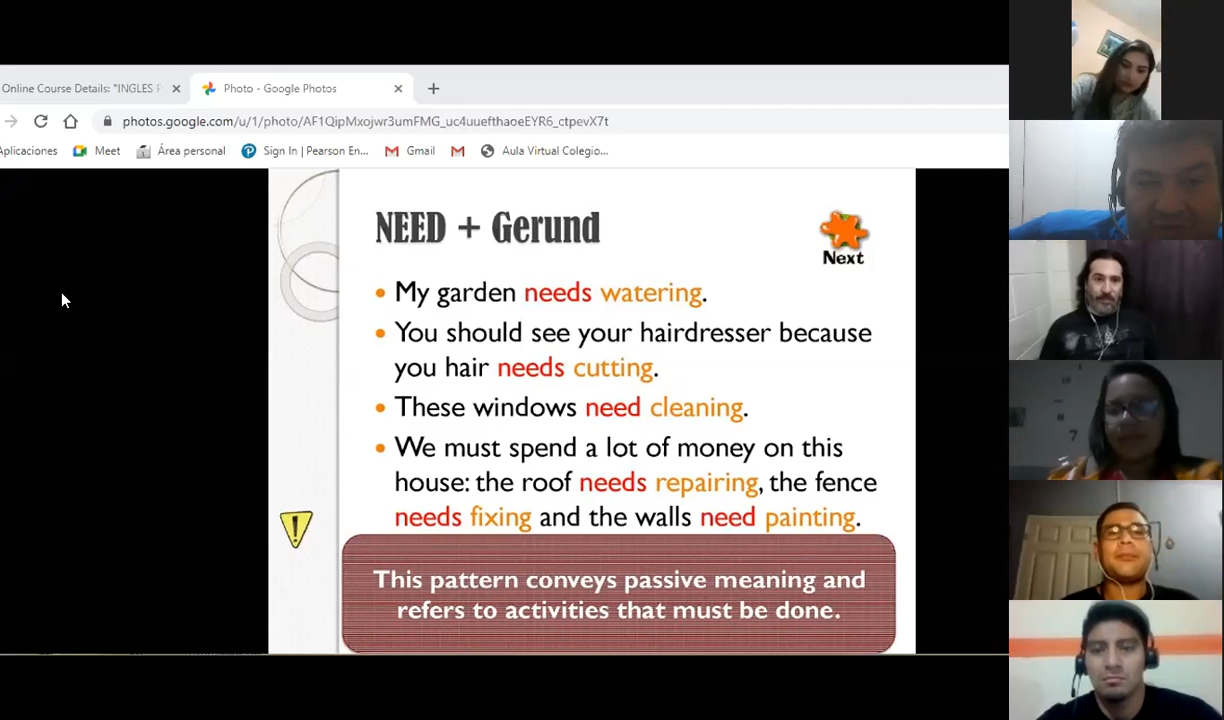 Online Course Details: "INGLES P
Photo - Google Photos
photos.google.com/u/1/photo/AF1QipMxojwr3umFMG_uc4uuefthaoeEYR6_ctpevX7t
Aplicaciones Meet Área personal Sign In | Pearson En... Gmail Aula Virtual Colegio...
NEED + Gerund
Next
• My garden needs watering.
• You should see your hairdresser because
you hair needs cutting.
• These windows need cleaning.
• We must spend a lot of money on this
house: the roof needs repairing, the fence
needs fixing and the walls need painting.
This pattern conveys passive meaning and
refers to activities that must be done.